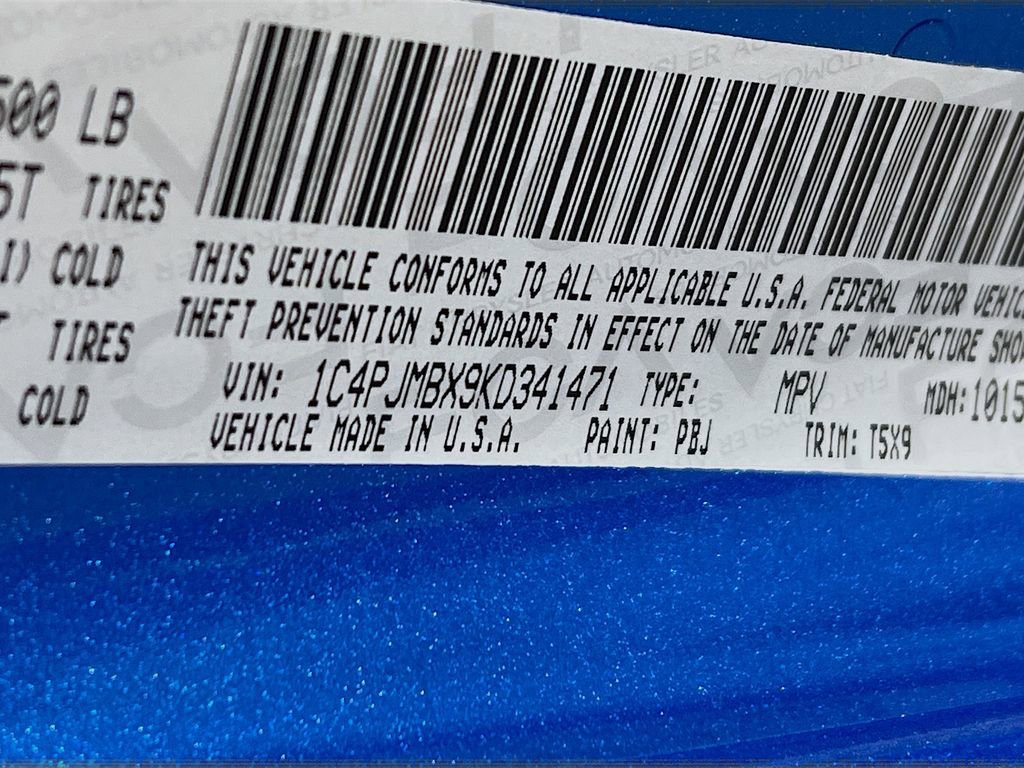 500 LB
5T TIRES
I) COLD
THIS VEHICLE CONFORMS TO ALL APPLICABLE U.S.A. FEDERAL MOTOR VEHIC
THEFT PREVENTION STANDARDS IN EFFECT ON THE DATE OF MANUFACTURE SHO
TIRES
VIN: 1C4PJMBX9KD341471 TYPE: MPV MDH:1015
COLD
VEHICLE MADE IN U.S.A. PAINT: PBJ TRIM: T5X9